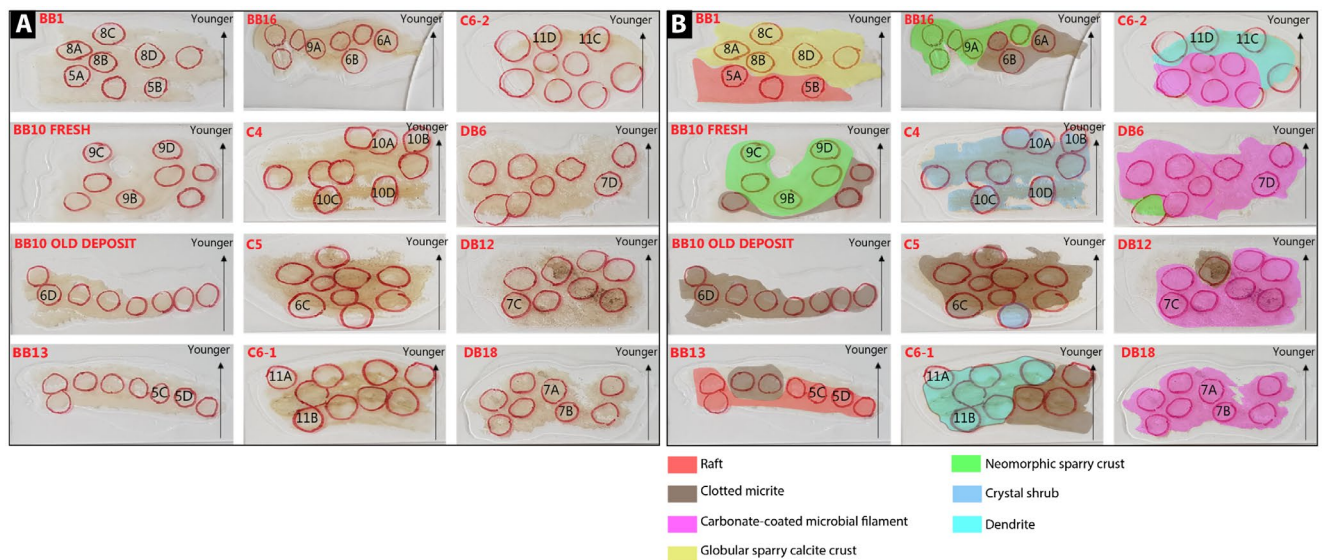 A
BB1
Younger
8C
8A
8D
8B
5A
5B
BB16
Younger
9A
6A
6B
C6-2
Younger
11D
11C
BB10 FRESH
Younger
9C
9D
9B
C4
Younger
10A
10B
10C
10D
DB6
Younger
7D
BB10 OLD DEPOSIT
Younger
6D
C5
Younger
6C
DB12
Younger
7C
BB13
Younger
5C
5D
C6-1
Younger
11A
11B
DB18
Younger
7A
7B
B
BB1
Younger
8C
8A
8D
8B
5A
5B
BB16
Younger
9A
6A
6B
C6-2
Younger
11D
11C
BB10 FRESH
Younger
9C
9D
9B
C4
Younger
10A
10B
10C
10D
DB6
Younger
7D
BB10 OLD DEPOSIT
Younger
6D
C5
Younger
6C
DB12
Younger
7C
BB13
Younger
5C
5D
C6-1
Younger
11A
11B
DB18
Younger
7A
7B
Raft
Clotted micrite
Carbonate-coated microbial filament
Globular sparry calcite crust
Neomorphic sparry crust
Crystal shrub
Dendrite